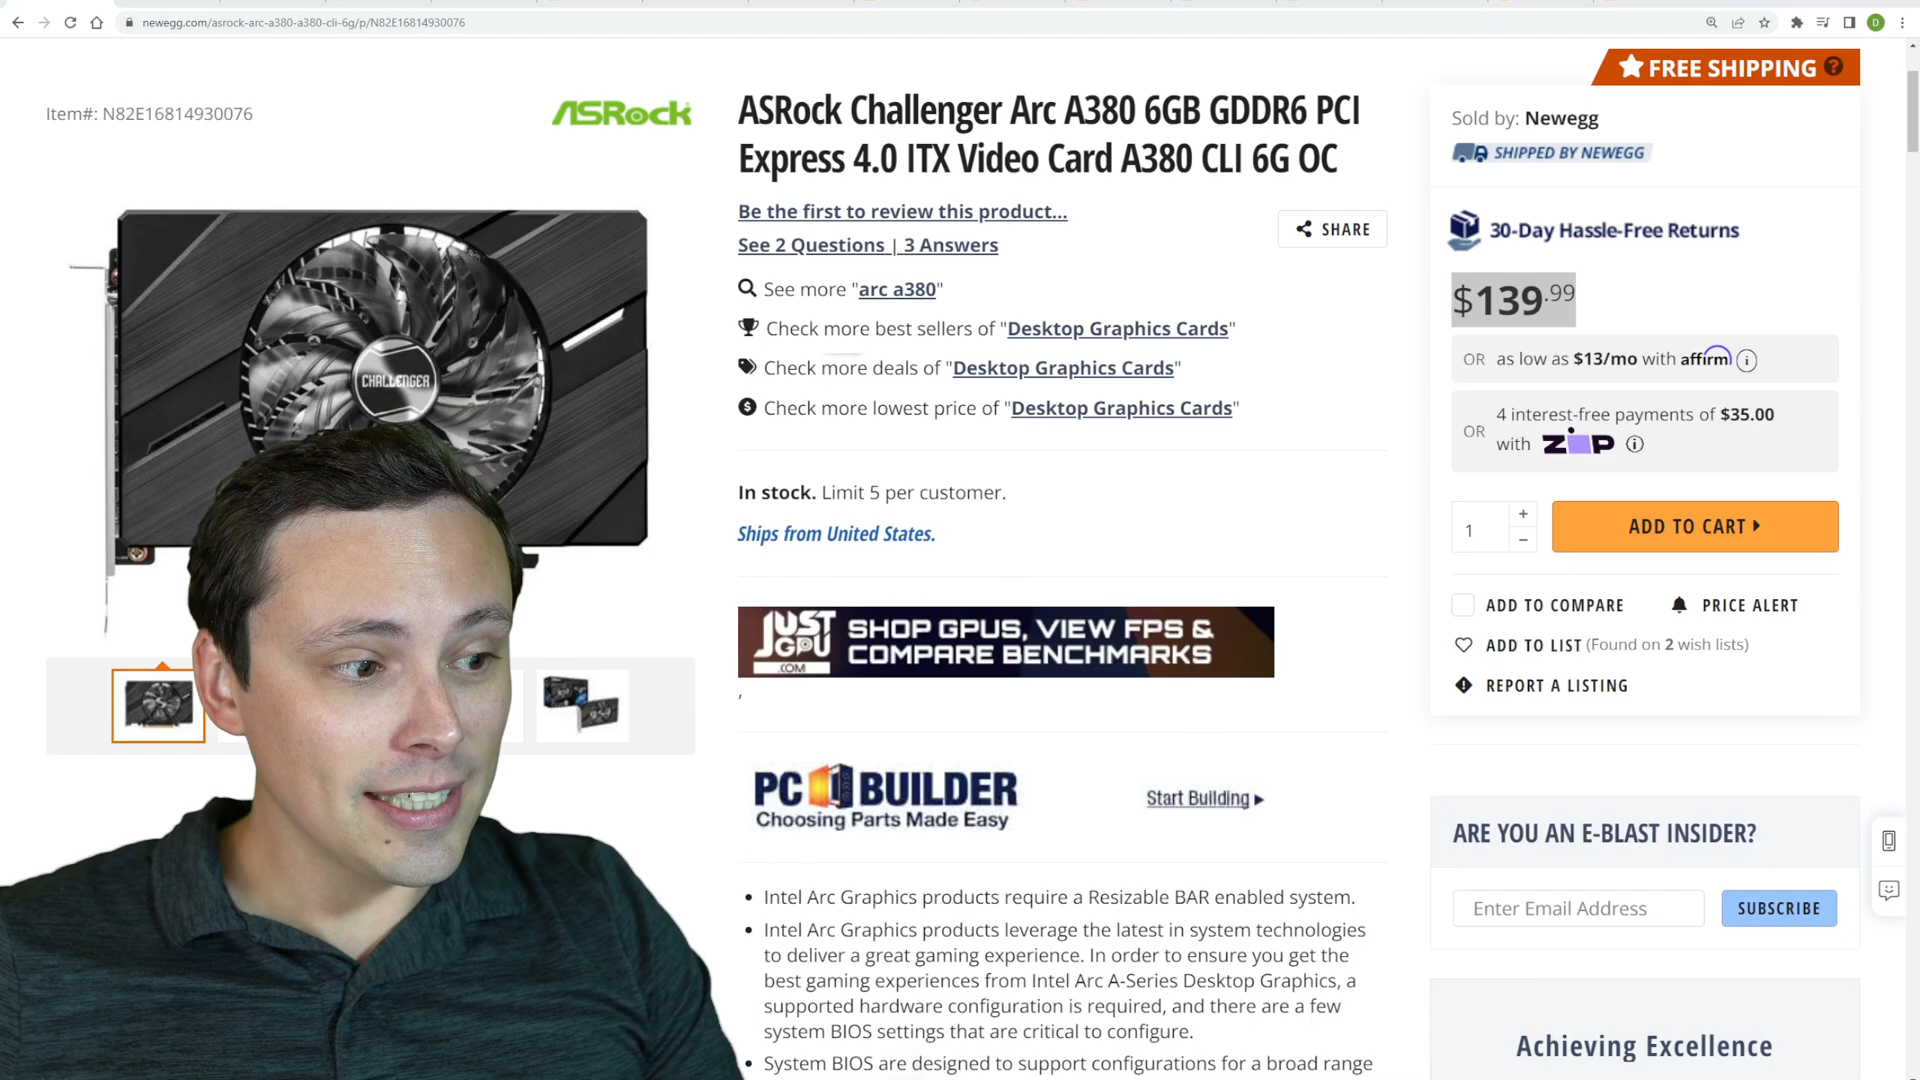 newegg.com/asrock-arc-a380-a380-cli-6g/p/N82E16814930076
D
FREE SHIPPING ?
Item#: N82E16814930076
ASRock
ASRock Challenger Arc A380 6GB GDDR6 PCI
Express 4.0 ITX Video Card A380 CLI 6G OC
Be the first to review this product...
See 2 Questions | 3 Answers
SHARE
See more "arc a380"
Check more best sellers of "Desktop Graphics Cards"
Check more deals of "Desktop Graphics Cards"
Check more lowest price of "Desktop Graphics Cards"
CHALLENGER
In stock. Limit 5 per customer.
Ships from United States.
JUST
GPU
.COM
SHOP GPUS, VIEW FPS &
COMPARE BENCHMARKS
,
PC BUILDER
Choosing Parts Made Easy
Start Building
• Intel Arc Graphics products require a Resizable BAR enabled system.
• Intel Arc Graphics products leverage the latest in system technologies
to deliver a great gaming experience. In order to ensure you get the
best gaming experiences from Intel Arc A-Series Desktop Graphics, a
supported hardware configuration is required, and there are a few
system BIOS settings that are critical to configure.
• System BIOS are designed to support configurations for a broad range
Sold by: Newegg
SHIPPED BY NEWEGG
30-Day Hassle-Free Returns
$139.99
OR as low as $13/mo with affirm
OR 4 interest-free payments of $35.00
with ZIP
1
+
−
ADD TO CART
ADD TO COMPARE
PRICE ALERT
ADD TO LIST (Found on 2 wish lists)
REPORT A LISTING
ARE YOU AN E-BLAST INSIDER?
Enter Email Address
SUBSCRIBE
Achieving Excellence